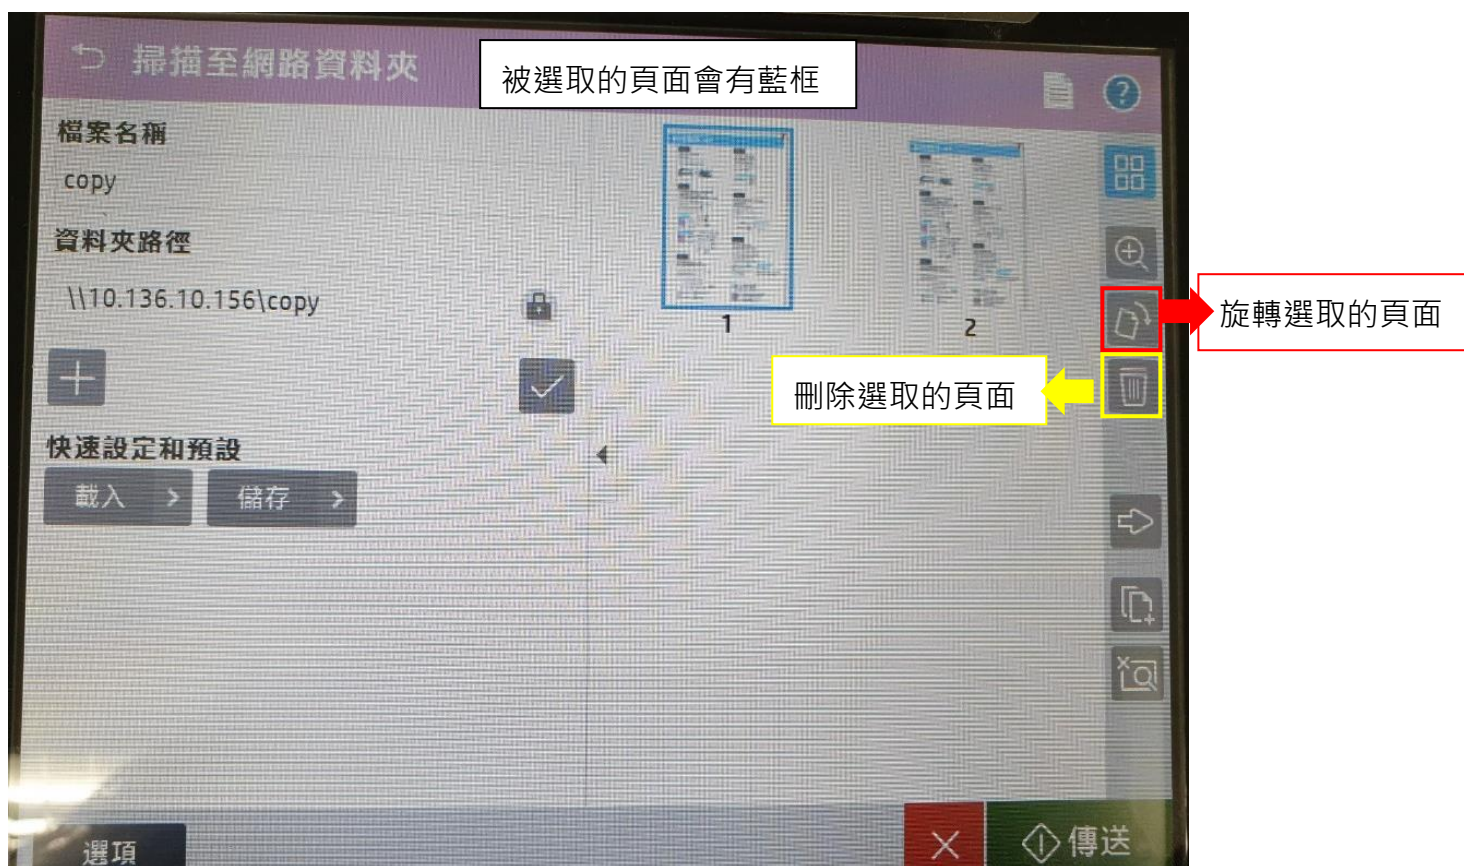 掃描至網路資料夾
被選取的頁面會有藍框
檔案名稱
copy
資料夾路徑
\\10.136.10.156\copy
1
2
旋轉選取的頁面
刪除選取的頁面
快速設定和預設
載入 >
儲存 >
選項
傳送